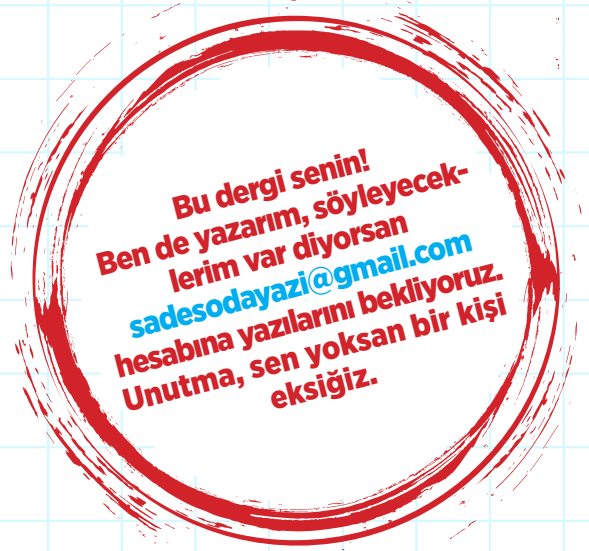 Bu dergi senin!
Ben de yazarım, söyleyecek-
lerim var diyorsan
sadesodayazi@gmail.com
hesabına yazılarını bekliyoruz.
Unutma, sen yoksan bir kişi
eksiğiz.